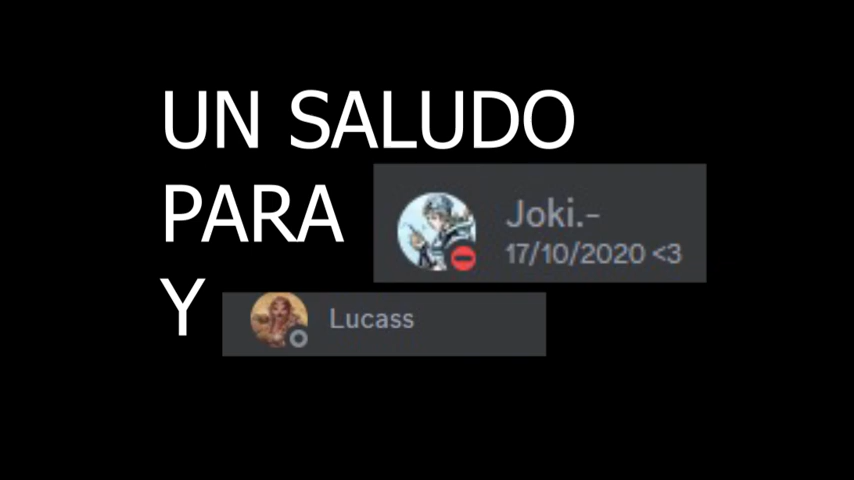 UN SALUDO
PARA
Joki.-
17/10/2020 <3
Y
Lucass